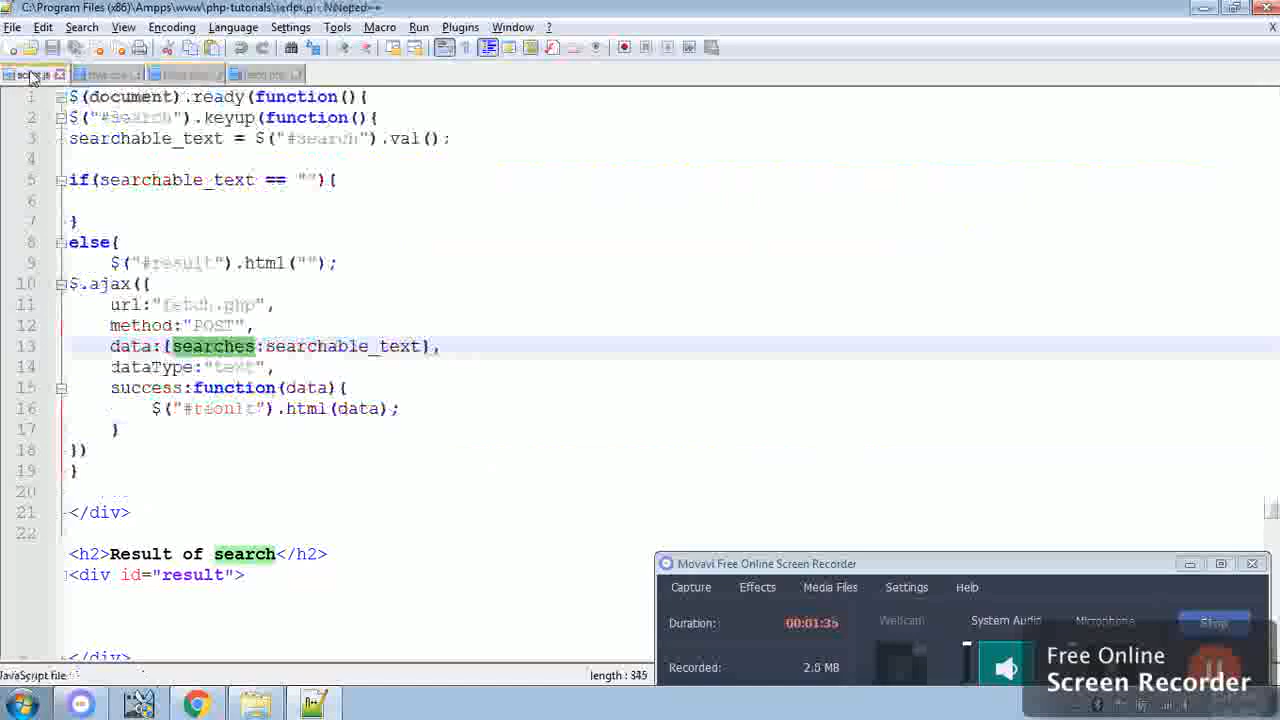 C:\Program Files (x86)\Ampps\www\php-tutorials\
File Edit Search View Encoding Language Settings Tools Macro Run Plugins Window ? X
1 $(document).ready(function(){
2 $("#search").keyup(function(){
3 searchable_text = $("#search").val();
4
5 if(searchable_text == ""){
6
7 }
8 else{
9 $("#result").html("");
10 $.ajax({
11 url:"fetch.php",
12 method:"POST",
13 data:{searches:searchable_text},
14 dataType:"text",
15 success:function(data){
16 $("#").html(data);
17 }
18 })
19 }
20
21 </div>
22
<h2>Result of search</h2>
<div id="result">
</div>
JavaScript file
length : 345
Movavi Free Online Screen Recorder
Capture Effects Media Files Settings Help
Duration: 00:01:35 Webcam System Audio Microphone Stop
Recorded: 2.8 MB
Free Online
Screen Recorder